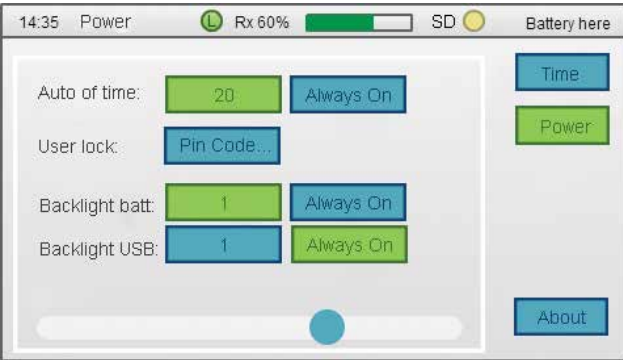 14:35 Power L Rx 60% SD Battery here
Time
Auto of time: 20 Always On
Power
User lock: Pin Code...
Backlight batt: 1 Always On
Backlight USB: 1 Always On
About